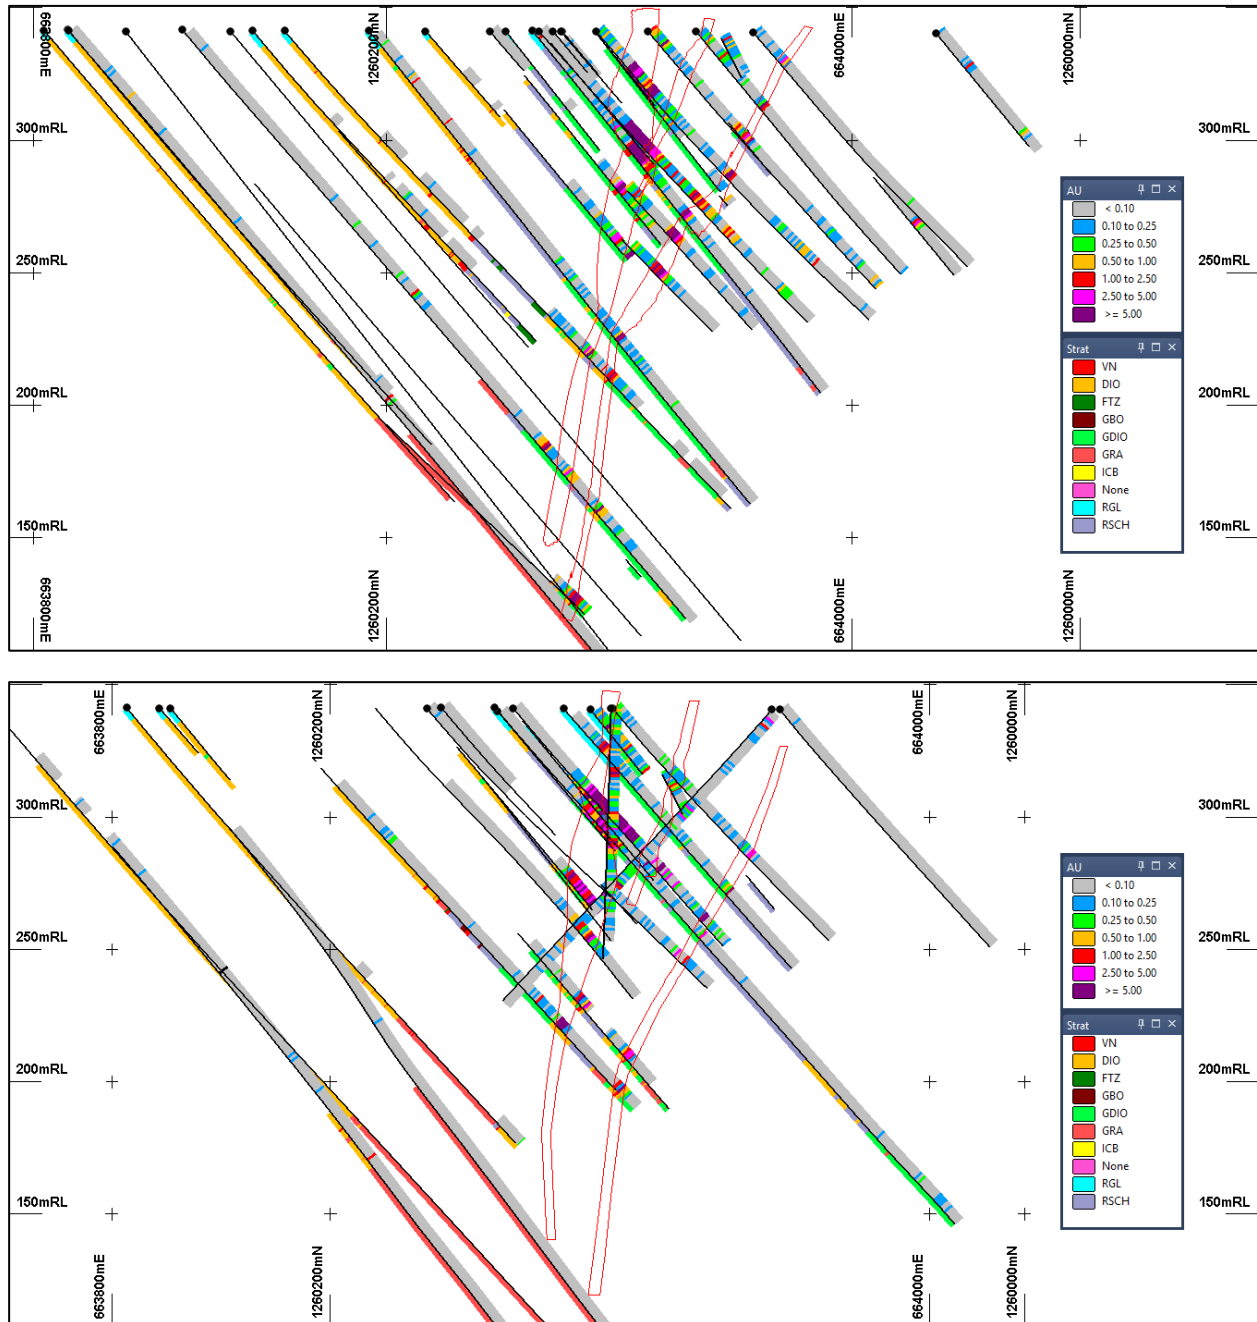 663800mE
1260200mN
664000mE
1260000mN
300mRL
300mRL
250mRL
250mRL
200mRL
200mRL
150mRL
150mRL
663800mE
1260200mN
664000mE
1260000mN
AU
< 0.10
0.10 to 0.25
0.25 to 0.50
0.50 to 1.00
1.00 to 2.50
2.50 to 5.00
>= 5.00
Strat
VN
DIO
FTZ
GBO
GDIO
GRA
ICB
None
RGL
RSCH
663800mE
1260200mN
664000mE
1260000mN
300mRL
300mRL
250mRL
250mRL
200mRL
200mRL
150mRL
150mRL
663800mE
1260200mN
664000mE
1260000mN
AU
< 0.10
0.10 to 0.25
0.25 to 0.50
0.50 to 1.00
1.00 to 2.50
2.50 to 5.00
>= 5.00
Strat
VN
DIO
FTZ
GBO
GDIO
GRA
ICB
None
RGL
RSCH